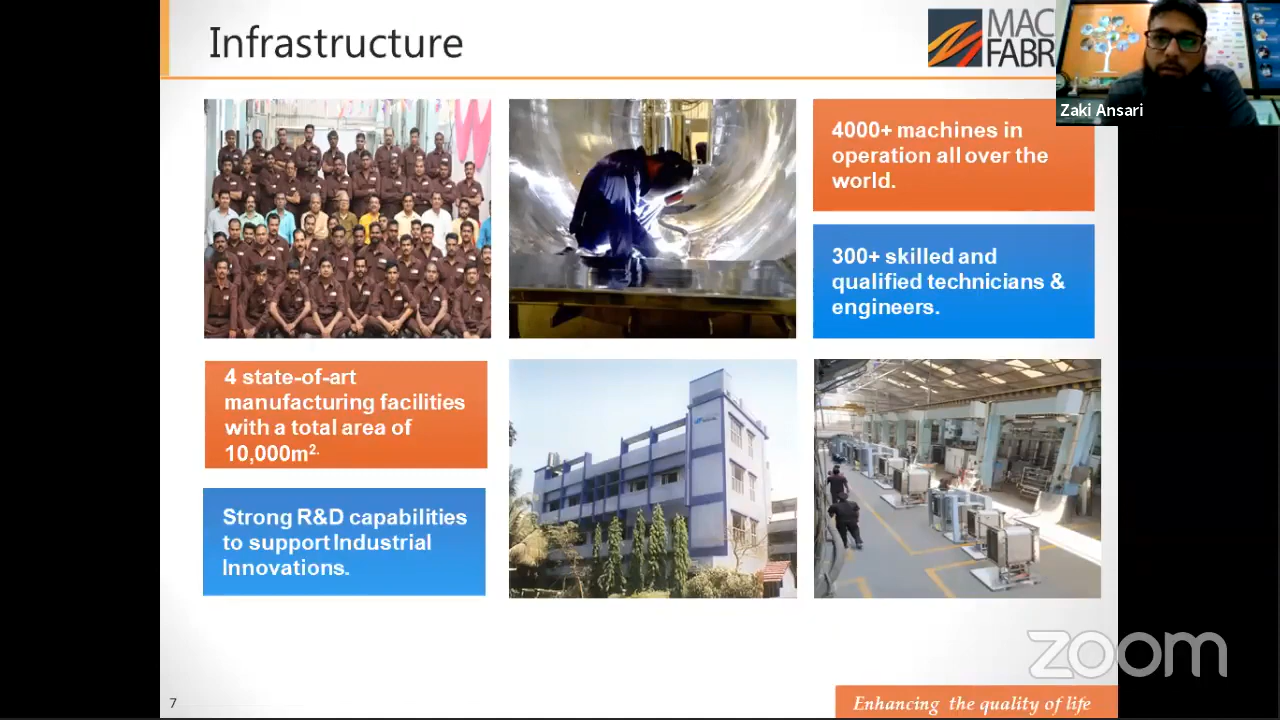 Infrastructure
MAC
FABR
Zaki Ansari
4000+ machines in
operation all over the
world.
300+ skilled and
qualified technicians &
engineers.
4 state-of-art
manufacturing facilities
with a total area of
10,000m².
Strong R&D capabilities
to support Industrial
Innovations.
zoom
7
Enhancing the quality of life